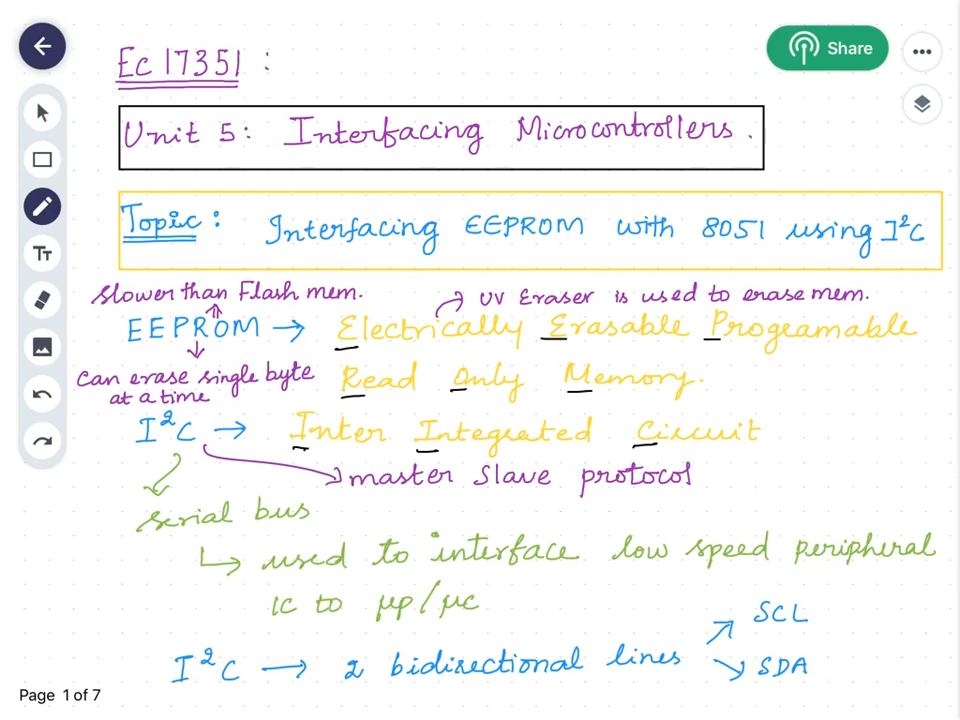 Share
Ec 17351 :
Unit 5: Interfacing Microcontrollers.
Topic: Interfacing EEPROM with 8051 using I²C
Slower than Flash mem.
UV Eraser is used to erase mem.
EEPROM → Electrically Erasable Progeamable
Can erase single byte
at a time
Read Only Memory.
I²C → Inter Integrated Circuit
master slave protocol
serial bus
used to interface low speed peripheral
IC to μp/μc
I²C → 2 bidirectional lines
SCL
SDA
Tт
Page 1 of 7